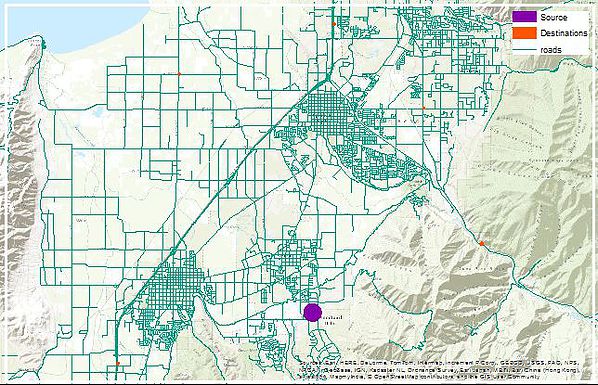 Source
Destinations
roads
Woodland
Hills
Sources: Esri, HERE, DeLorme, TomTom, Intermap, increment P Corp., GEBCO, USGS, FAO, NPS,
NRCAN, GeoBase, IGN, Kadaster NL, Ordnance Survey, Esri Japan, METI, Esri China (Hong Kong),
swisstopo, MapmyIndia, © OpenStreetMap contributors, and the GIS User Community